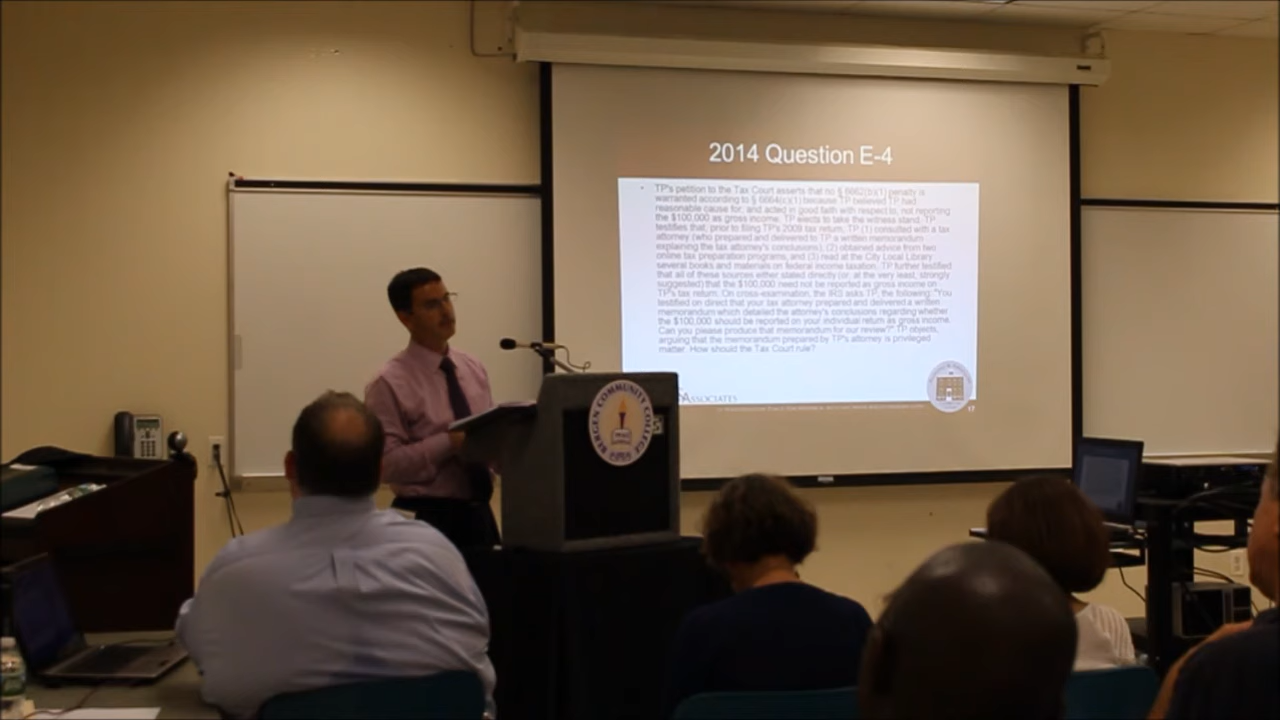 2014 Question E-4
• TP's petition to the Tax Court asserts that no § 6662(b)(1) penalty is
warranted according to § 6664(c)(1) because TP believed TP had
reasonable cause for, and acted in good faith with respect to, not reporting
the $100,000 as gross income. TP elects to take the witness stand. TP
testifies that, prior to filing TP's 2009 tax return, TP (1) consulted with a tax
attorney (who prepared and delivered to TP a written memorandum
explaining the tax attorney's conclusions), (2) obtained advice from two
online tax preparation programs, and (3) read at the City Local Library
several books and materials on federal income taxation. TP further testified
that all of these sources either stated directly (or, at the very least, strongly
suggested) that the $100,000 need not be reported as gross income on
TP's tax return. On cross-examination, the IRS asks TP, the following: "You
testified on direct that your tax attorney prepared and delivered a written
memorandum which detailed the attorney's conclusions regarding whether
the $100,000 should be reported on your individual return as gross income.
Can you please produce that memorandum for our review?" TP objects,
arguing that the memorandum prepared by TP's attorney is privileged
matter. How should the Tax Court rule?
ASSOCIATES
17
BERGEN COMMUNITY COLLEGE